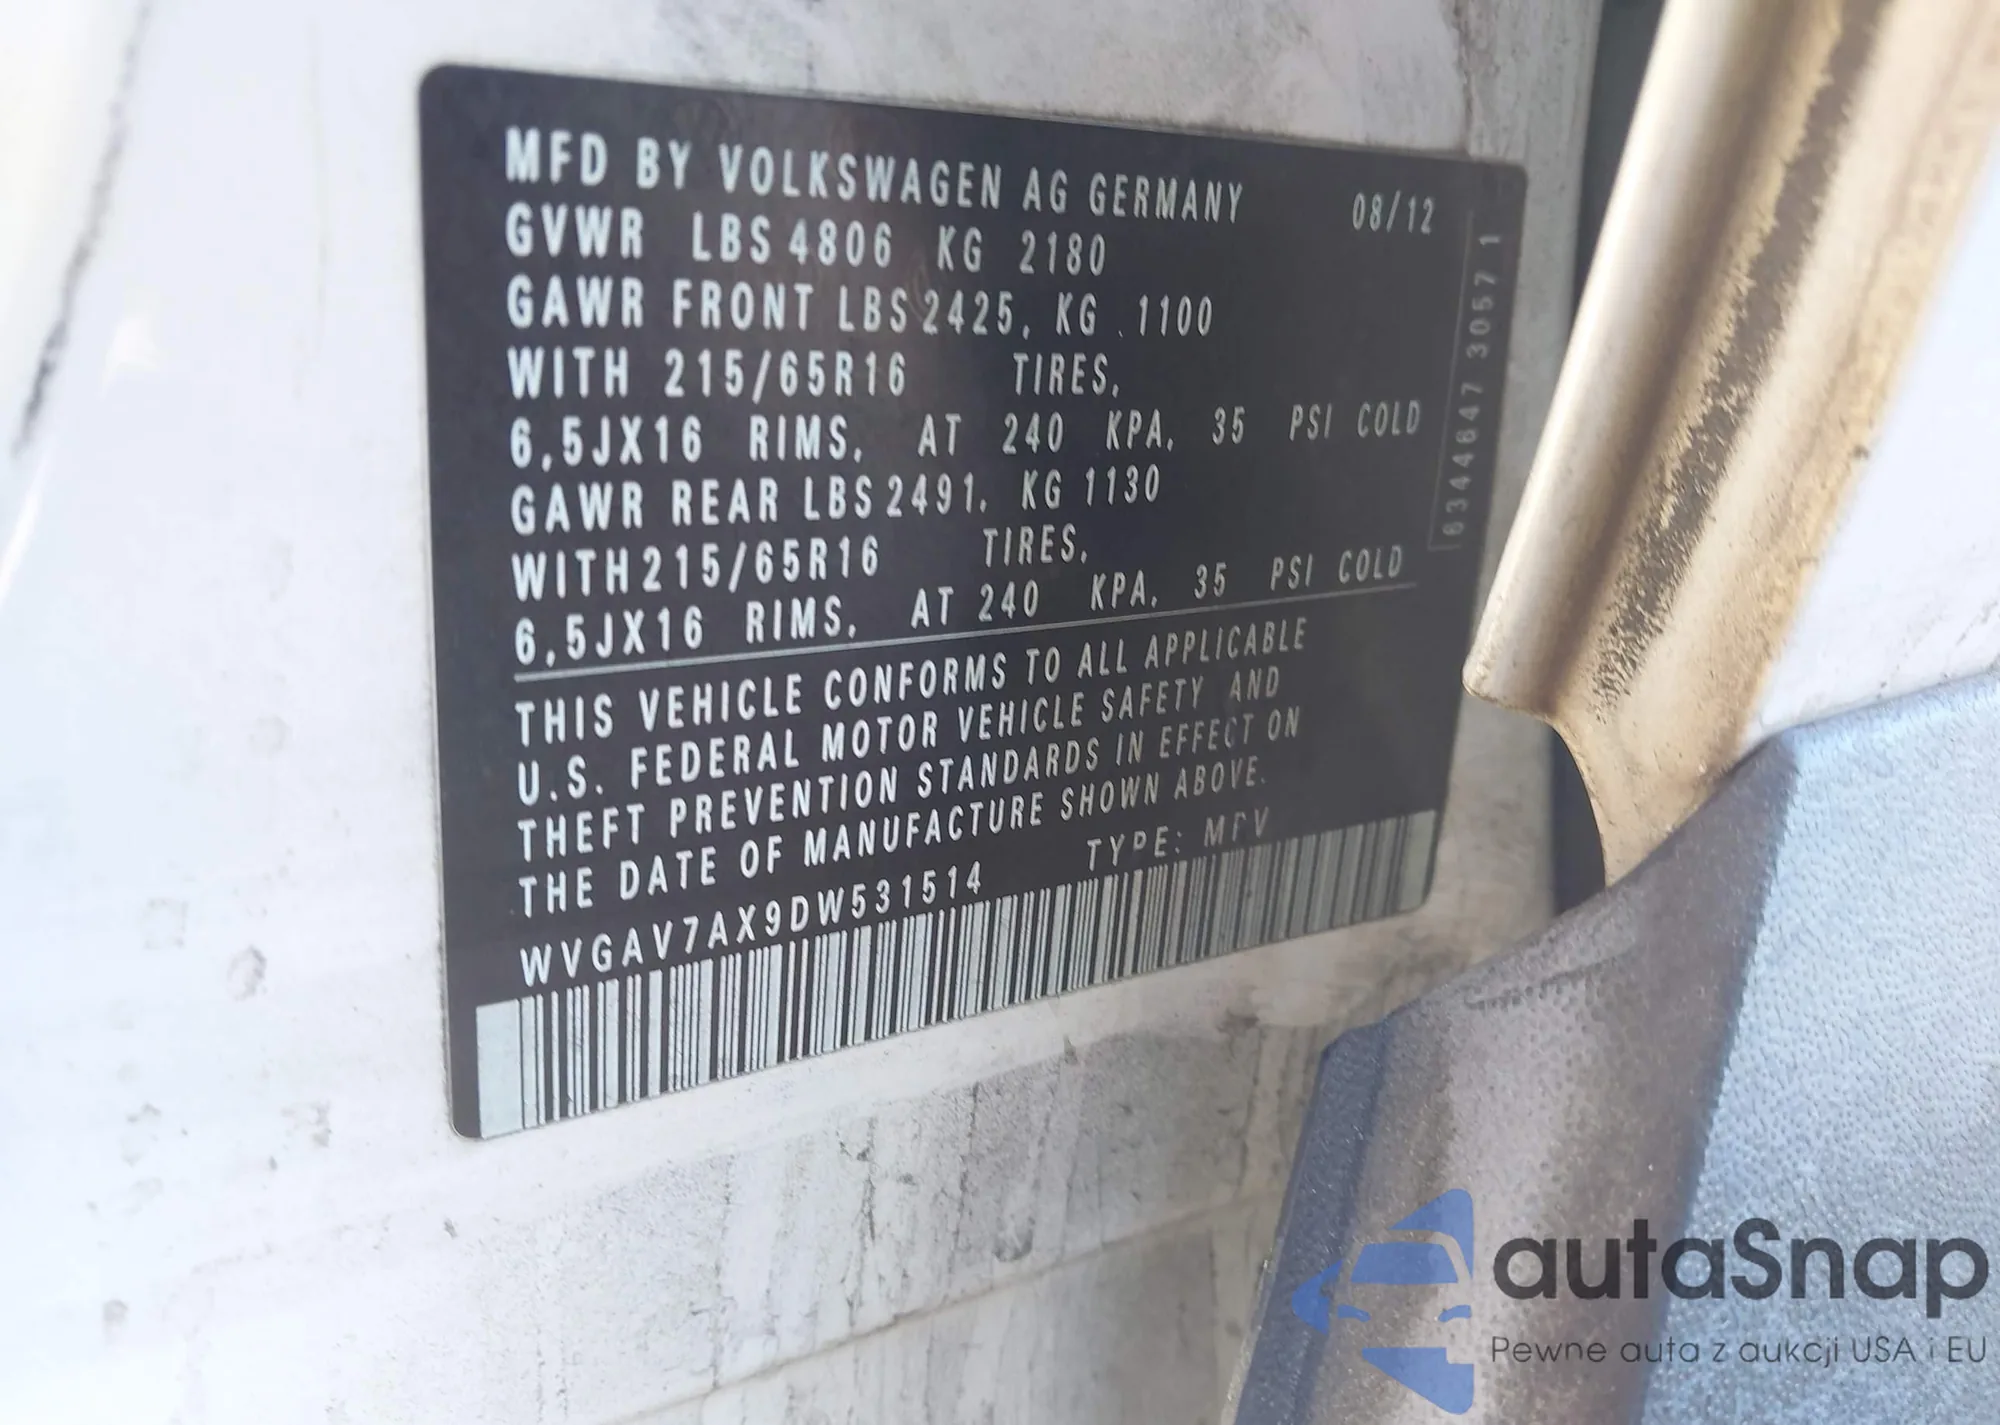 MFD BY VOLKSWAGEN AG GERMANY 08/12
GVWR LBS 4806 KG 2180
GAWR FRONT LBS 2425, KG 1100
WITH 215/65R16 TIRES,
6,5JX16 RIMS, AT 240 KPA, 35 PSI COLD
GAWR REAR LBS 2491, KG 1130
WITH 215/65R16 TIRES,
6,5JX16 RIMS, AT 240 KPA, 35 PSI COLD
THIS VEHICLE CONFORMS TO ALL APPLICABLE
U.S. FEDERAL MOTOR VEHICLE SAFETY AND
THEFT PREVENTION STANDARDS IN EFFECT ON
THE DATE OF MANUFACTURE SHOWN ABOVE.
WVGAV7AX9DW531514 TYPE: MPV
6344647 3057 1
autaSnap
Pewne auta z aukcji USA i EU